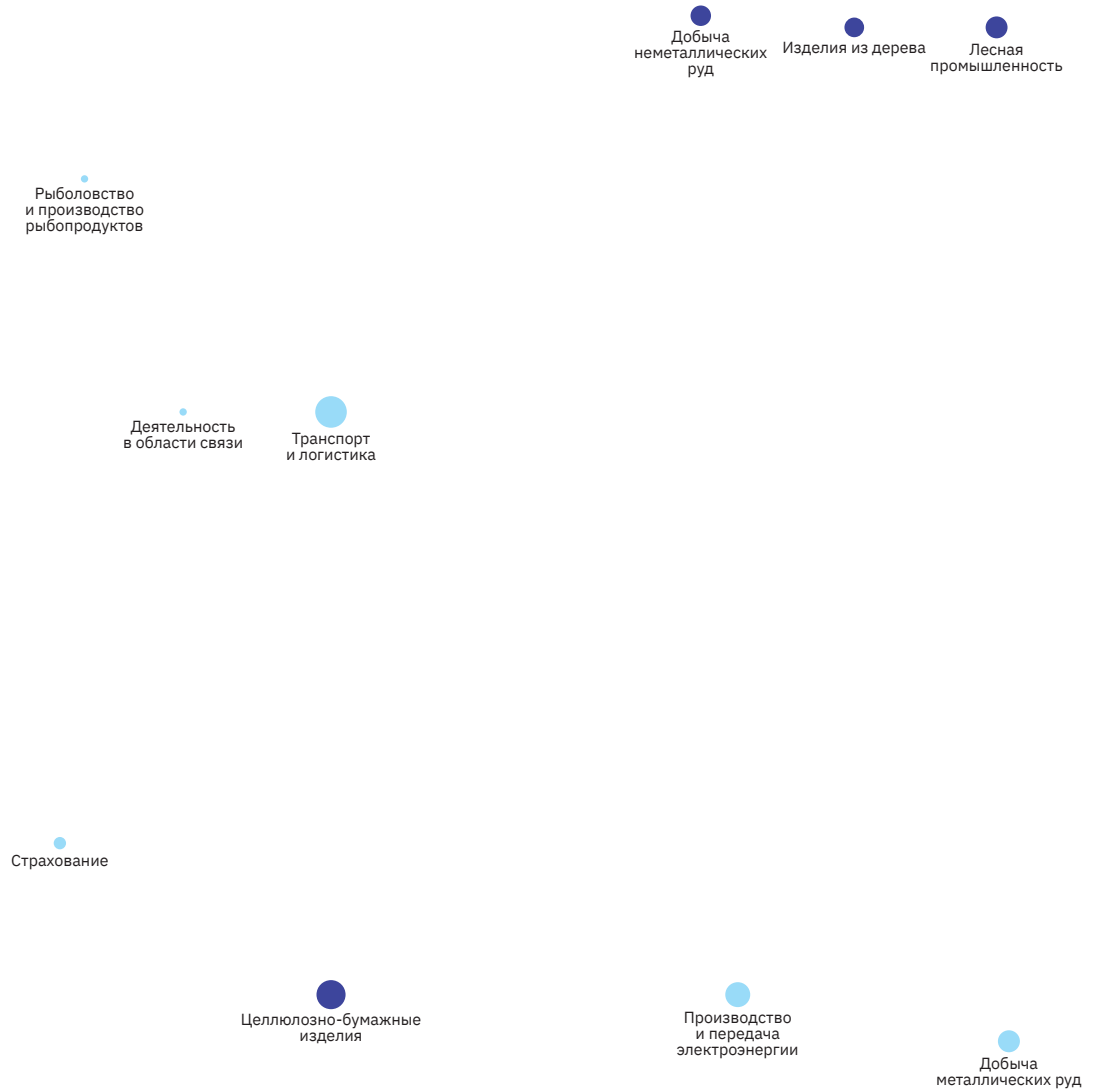 Добыча
неметаллических
руд
Изделия из дерева
Лесная
промышленность
Рыболовство
и производство
рыбопродуктов
Деятельность
в области связи
Транспорт
и логистика
Страхование
Целлюлозно-бумажные
изделия
Производство
и передача
электроэнергии
Добыча
металлических руд